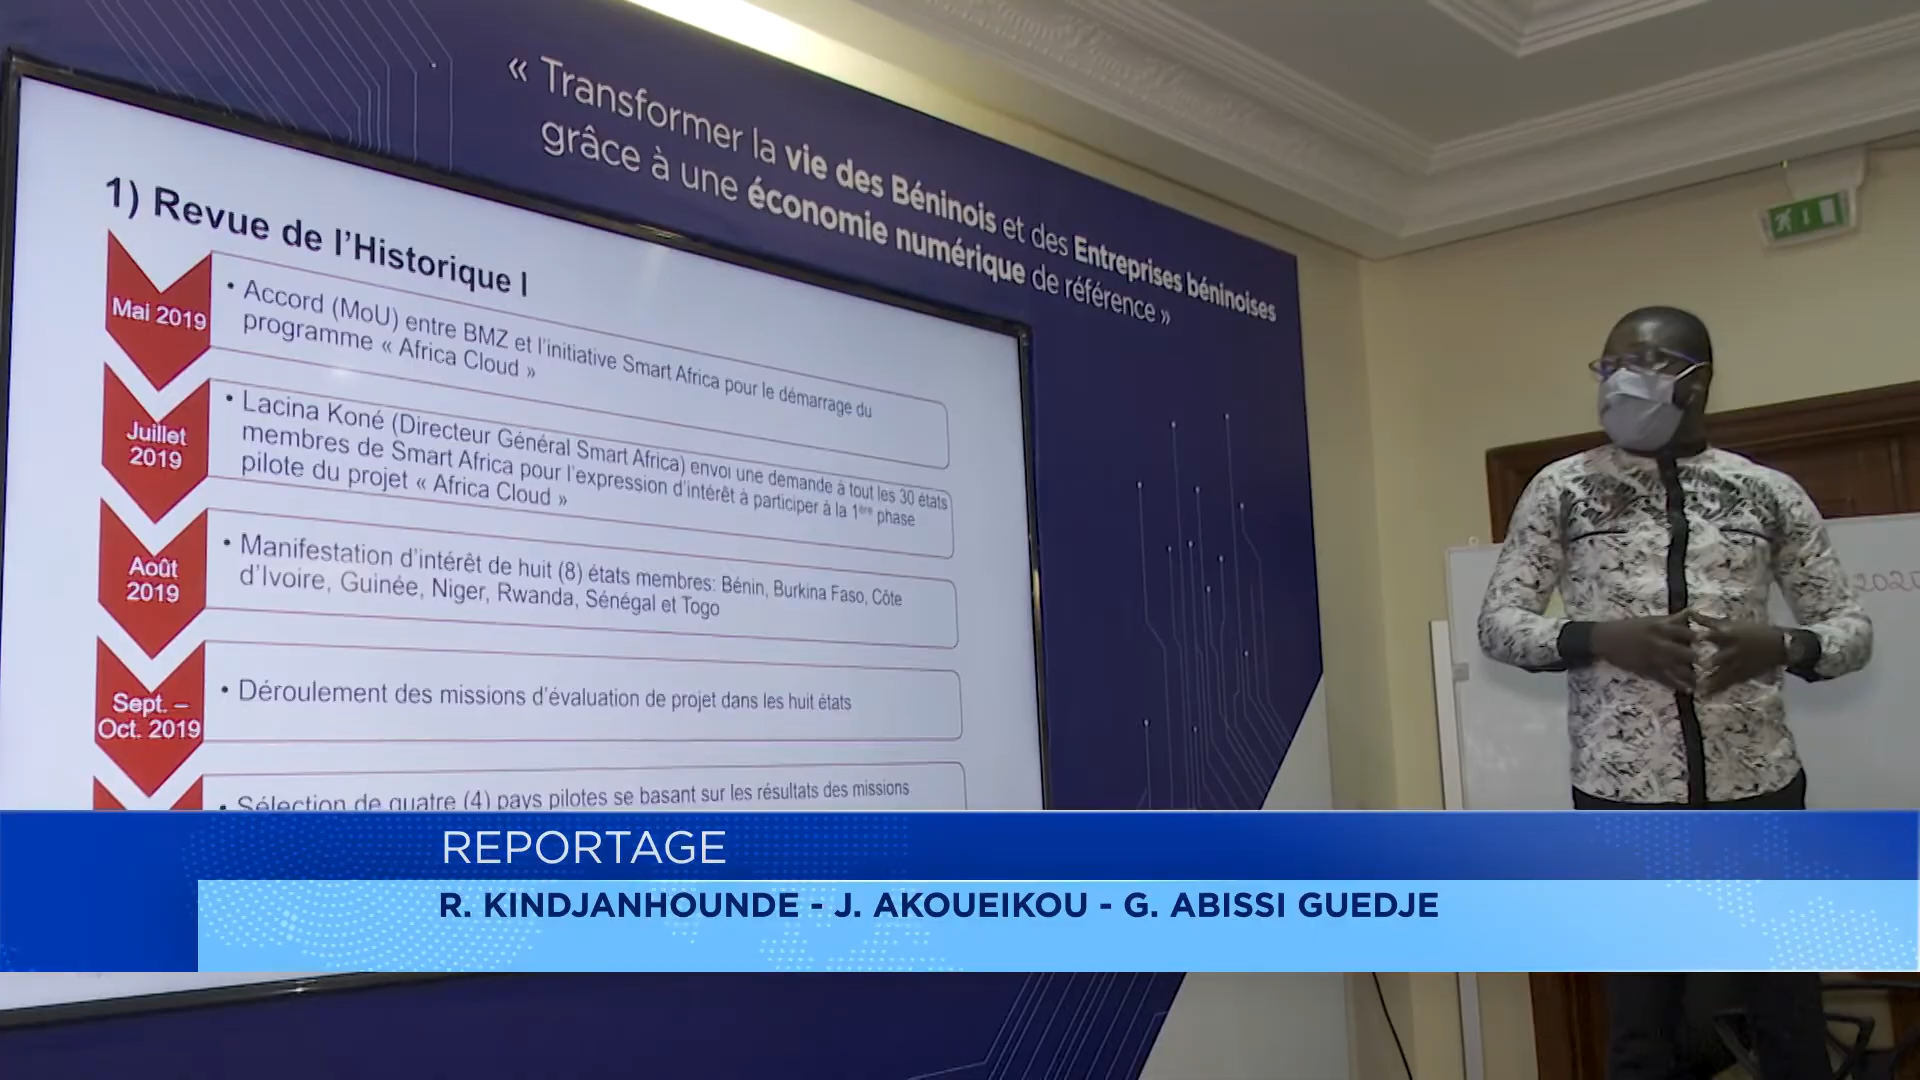 « Transformer la vie des Béninois et des Entreprises béninoises
grâce à une économie numérique de référence »
1) Revue de l'Historique I
Mai 2019
• Accord (MoU) entre BMZ et l'initiative Smart Africa pour le démarrage du
programme « Africa Cloud »
Juillet
2019
• Lacina Koné (Directeur Général Smart Africa) envoi une demande à tout les 30 états
membres de Smart Africa pour l'expression d'intérêt à participer à la 1ère phase
pilote du projet « Africa Cloud »
Août
2019
• Manifestation d'intérêt de huit (8) états membres: Bénin, Burkina Faso, Côte
d'Ivoire, Guinée, Niger, Rwanda, Sénégal et Togo
Sept. –
Oct. 2019
• Déroulement des missions d'évaluation de projet dans les huit états
• Sélection de quatre (4) pays pilotes se basant sur les résultats des missions
REPORTAGE
R. KINDJANHOUNDE - J. AKOUEIKOU - G. ABISSI GUEDJE